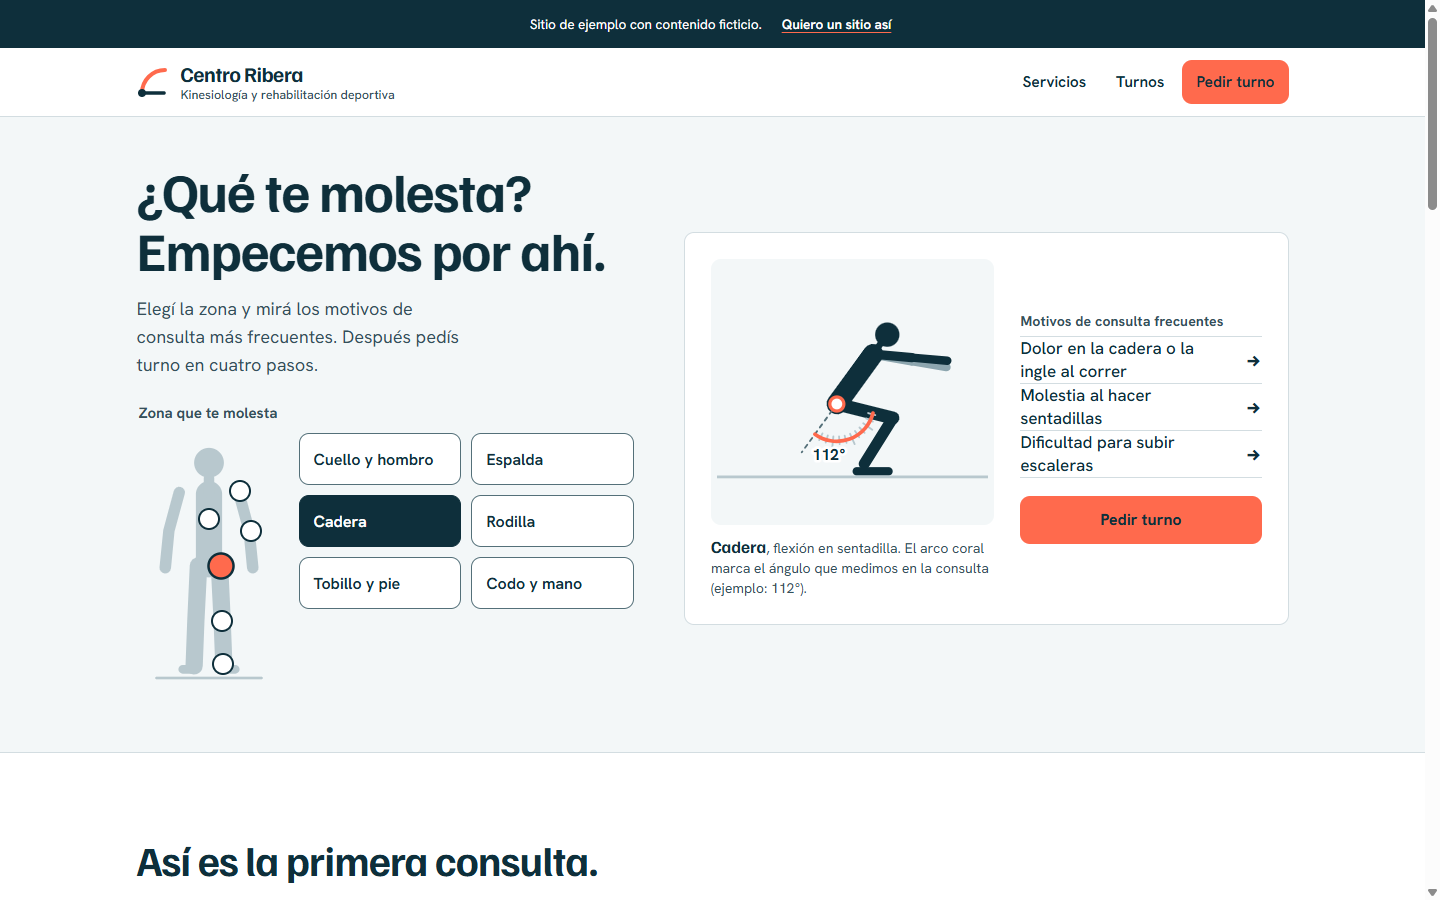 Sitio de ejemplo con contenido ficticio. Quiero un sitio así
Centro Ribera
Kinesiología y rehabilitación deportiva
Servicios Turnos Pedir turno
¿Qué te molesta?
Empecemos por ahí.
Elegí la zona y mirá los motivos de
consulta más frecuentes. Después pedís
turno en cuatro pasos.
Zona que te molesta
Cuello y hombro Espalda
Cadera Rodilla
Tobillo y pie Codo y mano
112°
Cadera, flexión en sentadilla. El arco coral
marca el ángulo que medimos en la consulta
(ejemplo: 112°).
Motivos de consulta frecuentes
Dolor en la cadera o la
ingle al correr
Molestia al hacer
sentadillas
Dificultad para subir
escaleras
Pedir turno
Así es la primera consulta.